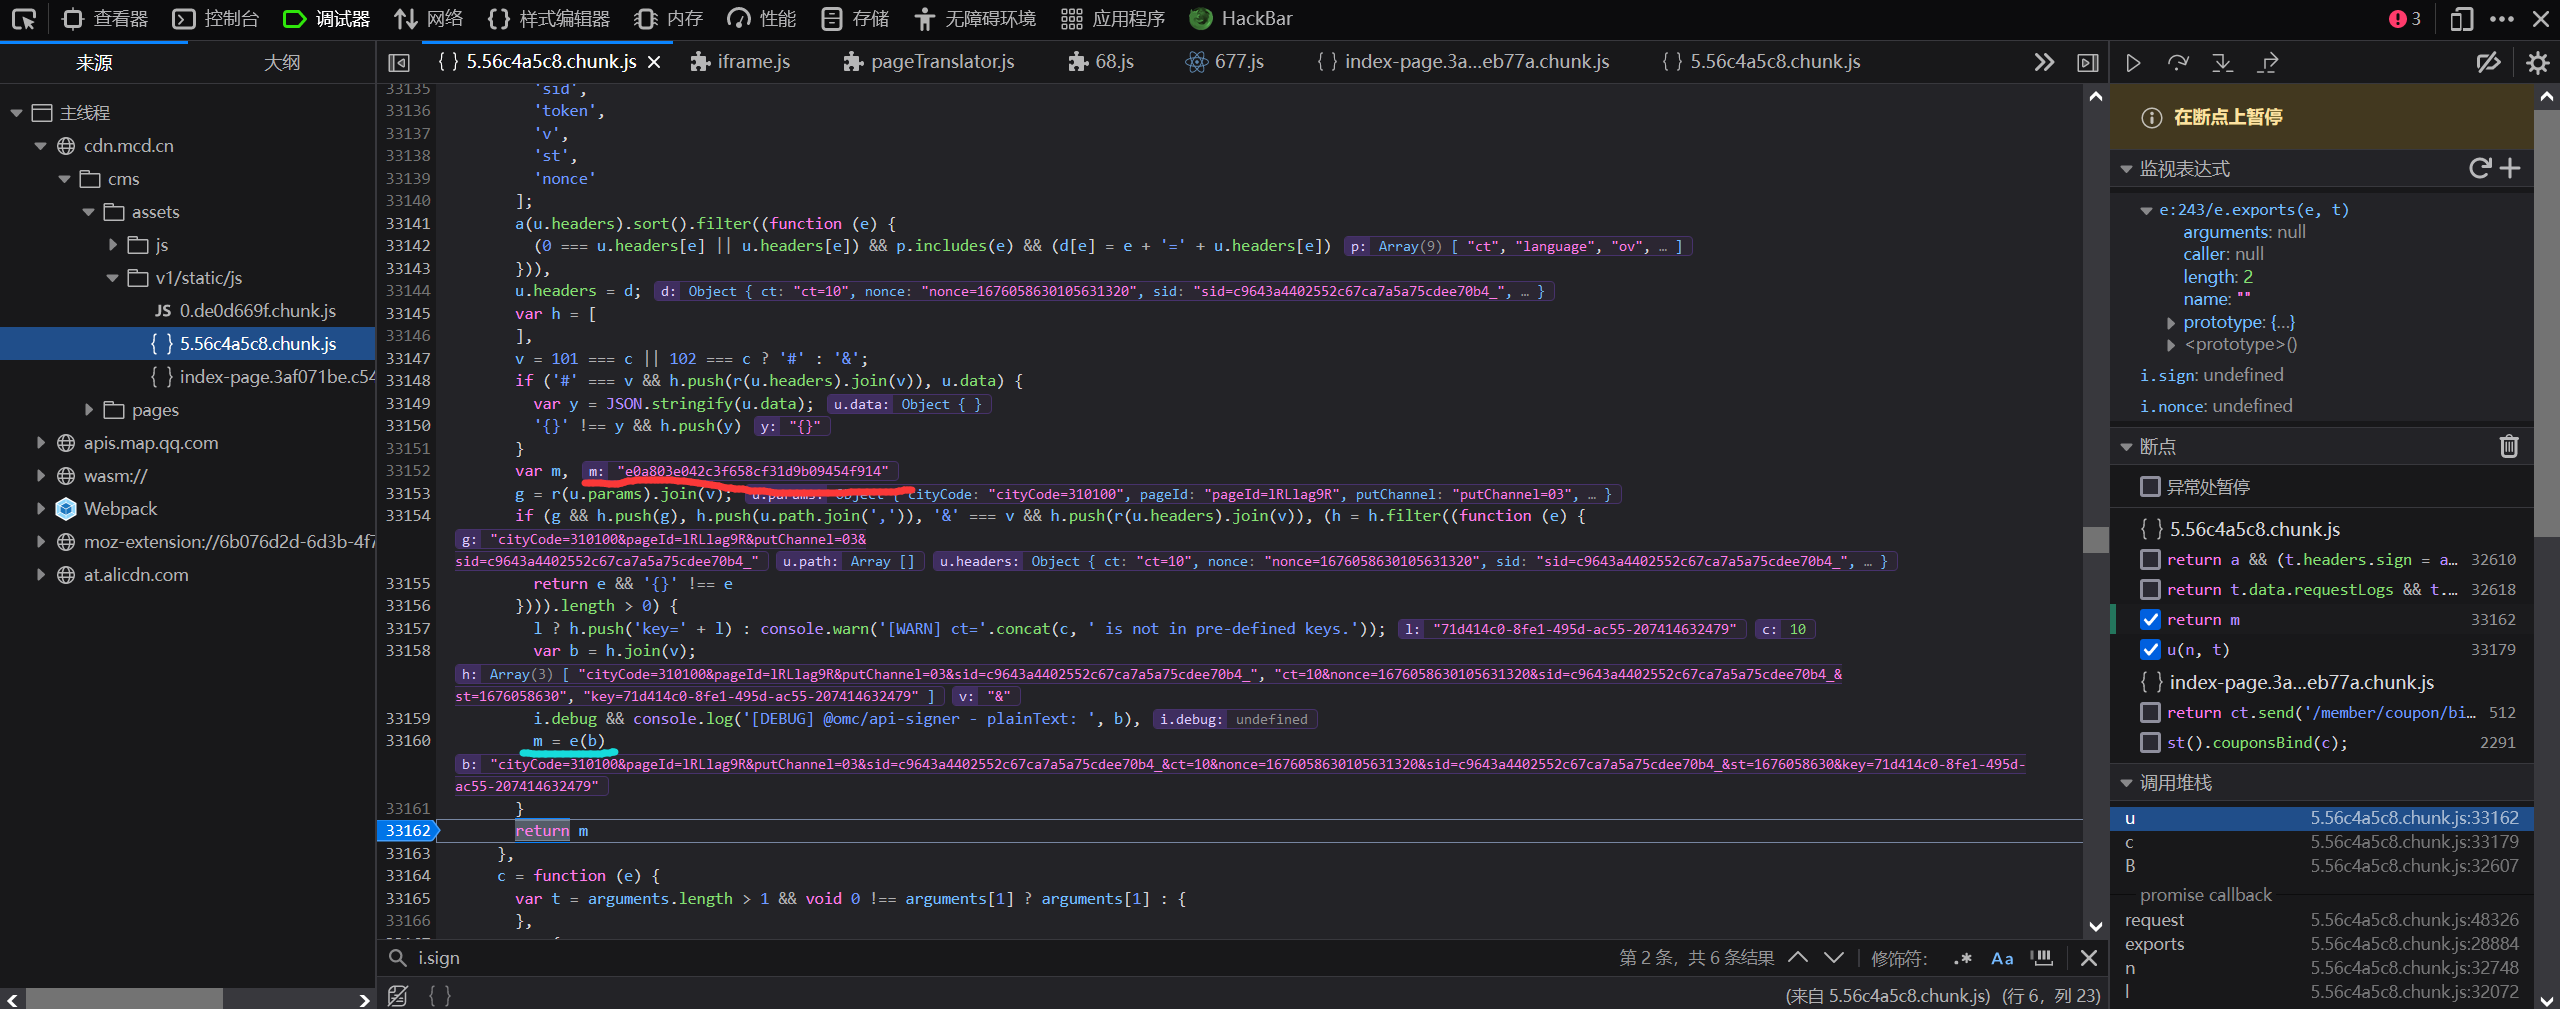 查看器 控制台 调试器 网络 样式编辑器 内存 性能 存储 无障碍环境 应用程序 HackBar 3
来源 大纲
5.56c4a5c8.chunk.js iframe.js pageTranslator.js 68.js 677.js index-page.3a…eb77a.chunk.js 5.56c4a5c8.chunk.js
主线程
cdn.mcd.cn
cms
assets
js
v1/static/js
JS 0.de0d669f.chunk.js
{ } 5.56c4a5c8.chunk.js
{ } index-page.3af071be.c54
pages
apis.map.qq.com
wasm://
Webpack
moz-extension://6b076d2d-6d3b-4f7
at.alicdn.com
33135 'sid',
33136 'token',
33137 'v',
33138 'st',
33139 'nonce'
33140 ];
33141 a(u.headers).sort().filter((function (e) {
33142 (0 === u.headers[e] || u.headers[e]) && p.includes(e) && (d[e] = e + '=' + u.headers[e]) p: Array(9) [ "ct", "language", "ov", … ]
33143 })),
33144 u.headers = d; d: Object { ct: "ct=10", nonce: "nonce=1676058630105631320", sid: "sid=c9643a4402552c67ca7a5a75cdee70b4_", … }
33145 var h = [
33146 ],
33147 v = 101 === c || 102 === c ? '#' : '&';
33148 if ('#' === v && h.push(r(u.headers).join(v)), u.data) {
33149 var y = JSON.stringify(u.data); u.data: Object { }
33150 '{}' !== y && h.push(y) y: "{}"
33151 }
33152 var m, m: "e0a803e042c3f658cf31d9b09454f914"
33153 g = r(u.params).join(v); u.params: Object { cityCode: "cityCode=310100", pageId: "pageId=lRLlag9R", putChannel: "putChannel=03", … }
33154 if (g && h.push(g), h.push(u.path.join(',')), '&' === v && h.push(r(u.headers).join(v)), (h = h.filter((function (e) {
g: "cityCode=310100&pageId=lRLlag9R&putChannel=03&
sid=c9643a4402552c67ca7a5a75cdee70b4_" u.path: Array [] u.headers: Object { ct: "ct=10", nonce: "nonce=1676058630105631320", sid: "sid=c9643a4402552c67ca7a5a75cdee70b4_", … }
33155 return e && '{}' !== e
33156 }))).length > 0) {
33157 l ? h.push('key=' + l) : console.warn('[WARN] ct='.concat(c, ' is not in pre-defined keys.')); l: "71d414c0-8fe1-495d-ac55-207414632479" c: 10
33158 var b = h.join(v);
h: Array(3) [ "cityCode=310100&pageId=lRLlag9R&putChannel=03&sid=c9643a4402552c67ca7a5a75cdee70b4_", "ct=10&nonce=1676058630105631320&sid=c9643a4402552c67ca7a5a75cdee70b4_&
st=1676058630", "key=71d414c0-8fe1-495d-ac55-207414632479" ] v: "&"
33159 i.debug && console.log('[DEBUG] @omc/api-signer - plainText: ', b), i.debug: undefined
33160 m = e(b)
b: "cityCode=310100&pageId=lRLlag9R&putChannel=03&sid=c9643a4402552c67ca7a5a75cdee70b4_&ct=10&nonce=1676058630105631320&sid=c9643a4402552c67ca7a5a75cdee70b4_&st=1676058630&key=71d414c0-8fe1-495d-
ac55-207414632479"
33161 }
33162 return m
33163 },
33164 c = function (e) {
33165 var t = arguments.length > 1 && void 0 !== arguments[1] ? arguments[1] : {
33166 },
i.sign 第 2 条，共 6 条结果 修饰符： .* Aa
{ } (来自 5.56c4a5c8.chunk.js) (行 6，列 23)
在断点上暂停
监视表达式
e:243/e.exports(e, t)
arguments: null
caller: null
length: 2
name: ""
prototype: {…}
<prototype>()
i.sign: undefined
i.nonce: undefined
断点
异常处暂停
{ } 5.56c4a5c8.chunk.js
return a && (t.headers.sign = a… 32610
return t.data.requestLogs && t.… 32618
return m 33162
u(n, t) 33179
{ } index-page.3a…eb77a.chunk.js
return ct.send('/member/coupon/bi… 512
st().couponsBind(c); 2291
调用堆栈
u 5.56c4a5c8.chunk.js:33162
c 5.56c4a5c8.chunk.js:33179
B 5.56c4a5c8.chunk.js:32607
promise callback
request 5.56c4a5c8.chunk.js:48326
exports 5.56c4a5c8.chunk.js:28884
n 5.56c4a5c8.chunk.js:32748
l 5.56c4a5c8.chunk.js:32072